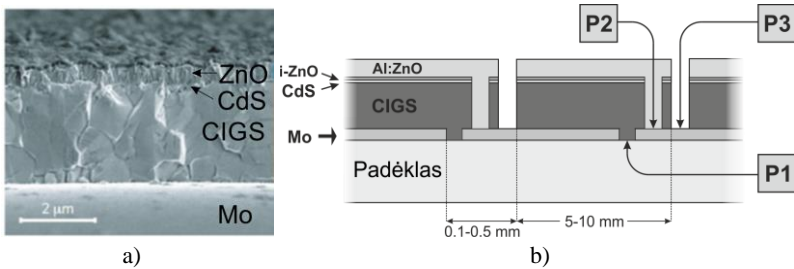 ZnO
CdS
CIGS
2 μm
Mo
a)
P2
P3
i-ZnO
Al:ZnO
CdS
CIGS
Mo
Padėklas
P1
0.1-0.5 mm
5-10 mm
b)